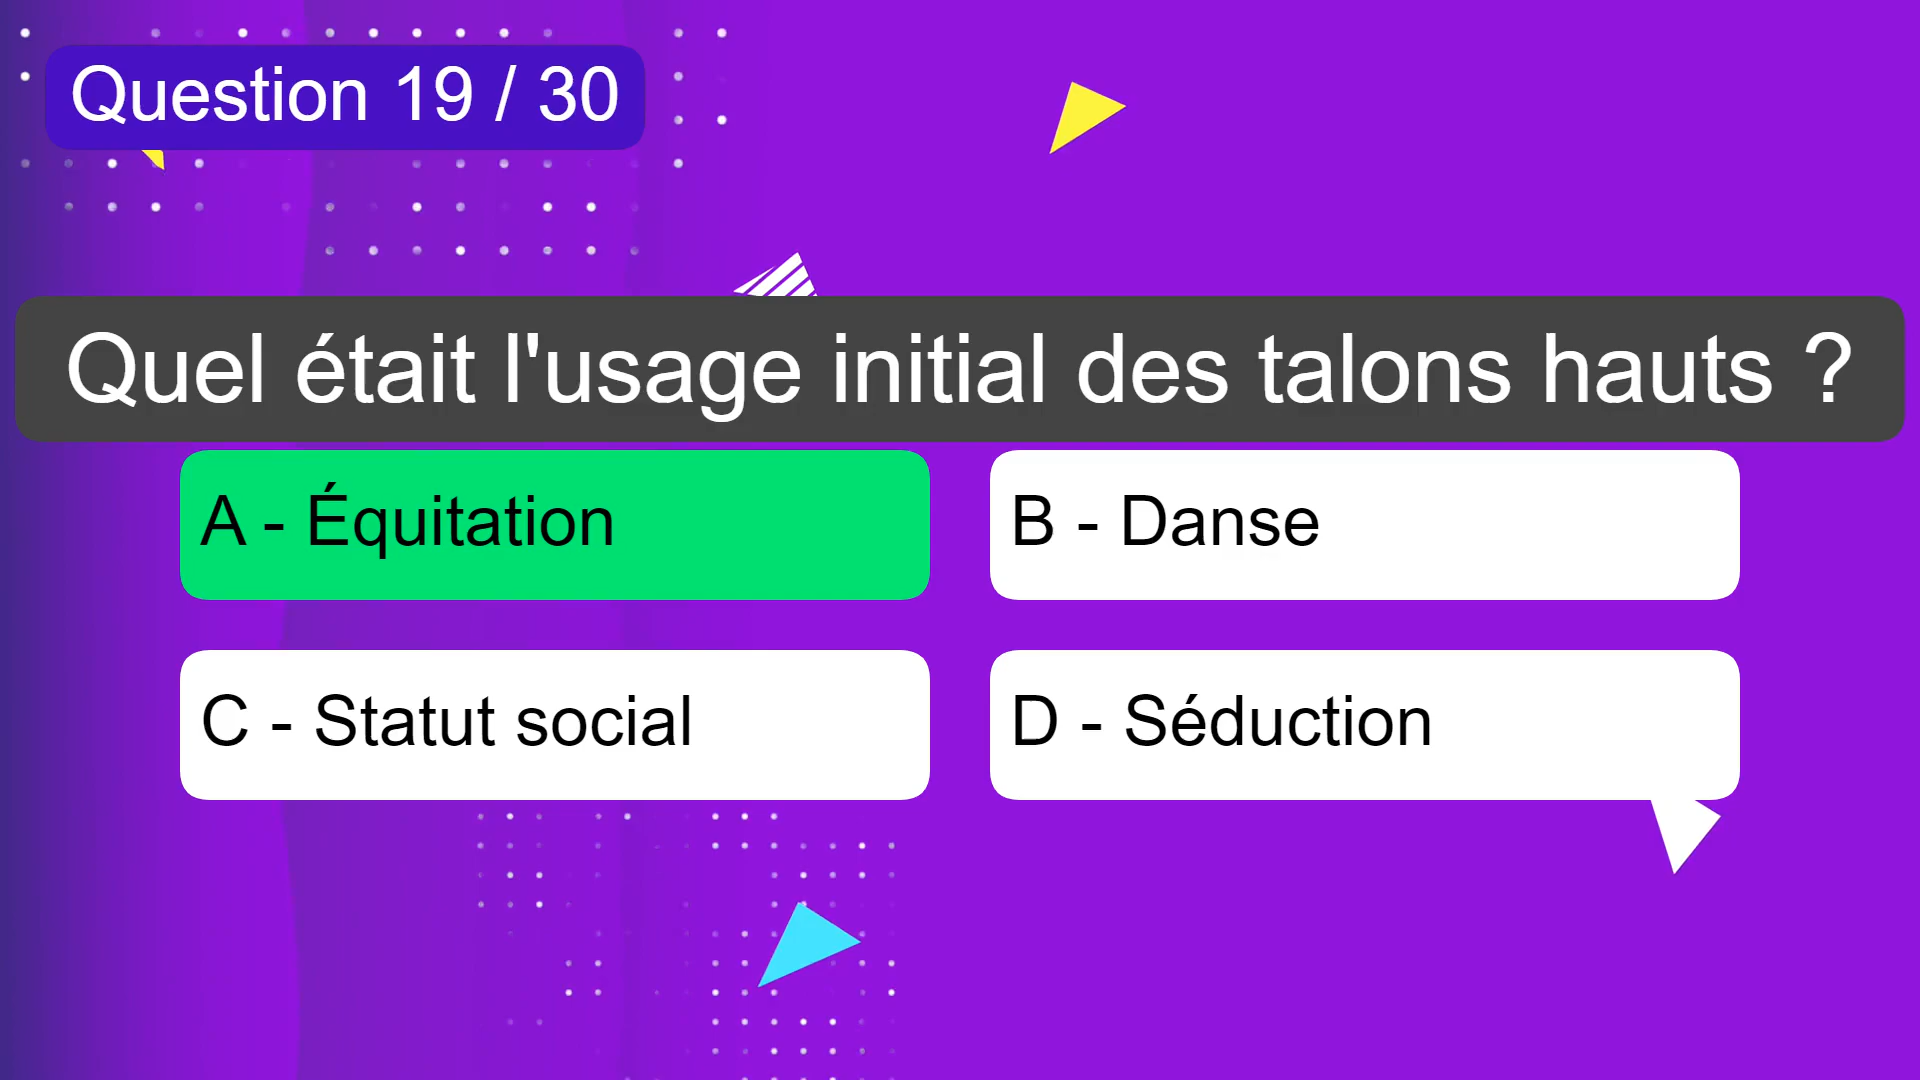 Question 19 / 30
Quel était l'usage initial des talons hauts ?
A - Équitation
B - Danse
C - Statut social
D - Séduction